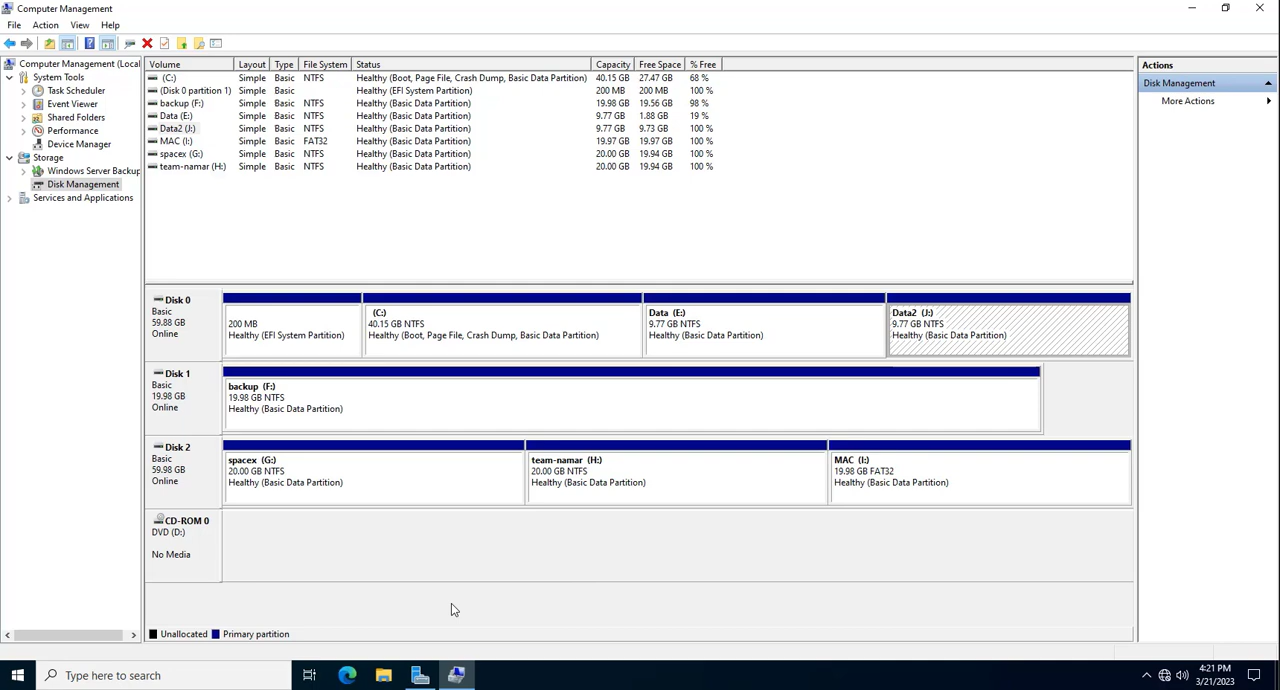 Computer Management
File Action View Help
Computer Management (Local
System Tools
Task Scheduler
Event Viewer
Shared Folders
Performance
Device Manager
Storage
Windows Server Backup
Disk Management
Services and Applications
Volume Layout Type File System Status Capacity Free Space % Free
(C:) Simple Basic NTFS Healthy (Boot, Page File, Crash Dump, Basic Data Partition) 40.15 GB 27.47 GB 68 %
(Disk 0 partition 1) Simple Basic Healthy (EFI System Partition) 200 MB 200 MB 100 %
backup (F:) Simple Basic NTFS Healthy (Basic Data Partition) 19.98 GB 19.56 GB 98 %
Data (E:) Simple Basic NTFS Healthy (Basic Data Partition) 9.77 GB 1.88 GB 19 %
Data2 (J:) Simple Basic NTFS Healthy (Basic Data Partition) 9.77 GB 9.73 GB 100 %
MAC (I:) Simple Basic FAT32 Healthy (Basic Data Partition) 19.97 GB 19.97 GB 100 %
spacex (G:) Simple Basic NTFS Healthy (Basic Data Partition) 20.00 GB 19.94 GB 100 %
team-namar (H:) Simple Basic NTFS Healthy (Basic Data Partition) 20.00 GB 19.94 GB 100 %
Disk 0
Basic
59.88 GB
Online
200 MB
Healthy (EFI System Partition)
(C:)
40.15 GB NTFS
Healthy (Boot, Page File, Crash Dump, Basic Data Partition)
Data (E:)
9.77 GB NTFS
Healthy (Basic Data Partition)
Data2 (J:)
9.77 GB NTFS
Healthy (Basic Data Partition)
Disk 1
Basic
19.98 GB
Online
backup (F:)
19.98 GB NTFS
Healthy (Basic Data Partition)
Disk 2
Basic
59.98 GB
Online
spacex (G:)
20.00 GB NTFS
Healthy (Basic Data Partition)
team-namar (H:)
20.00 GB NTFS
Healthy (Basic Data Partition)
MAC (I:)
19.98 GB FAT32
Healthy (Basic Data Partition)
CD-ROM 0
DVD (D:)
No Media
Unallocated Primary partition
Actions
Disk Management
More Actions
Type here to search
4:21 PM
3/21/2023